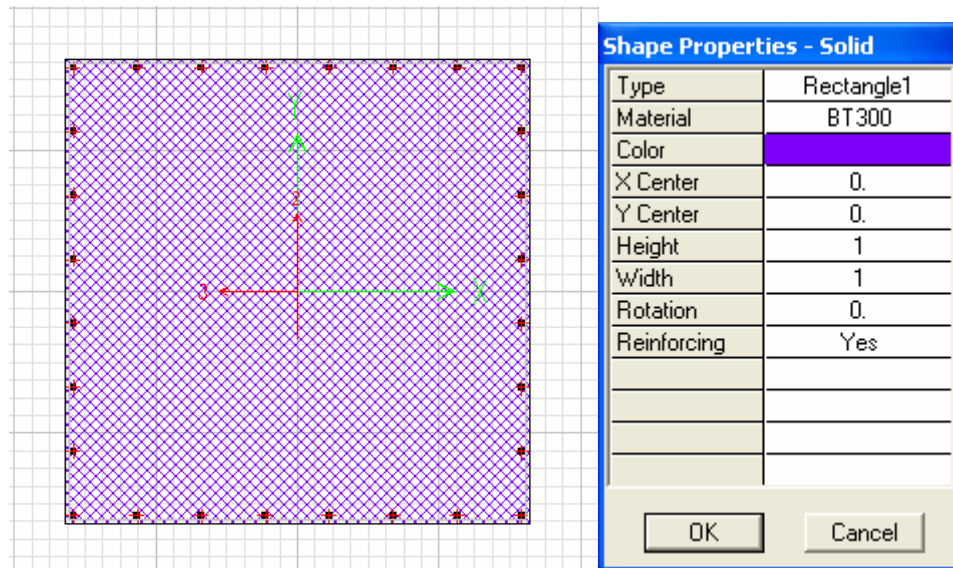 Y
2
3
X
Shape Properties - Solid
Type Rectangle1
Material BT300
Color
X Center 0.
Y Center 0.
Height 1
Width 1
Rotation 0.
Reinforcing Yes
OK Cancel